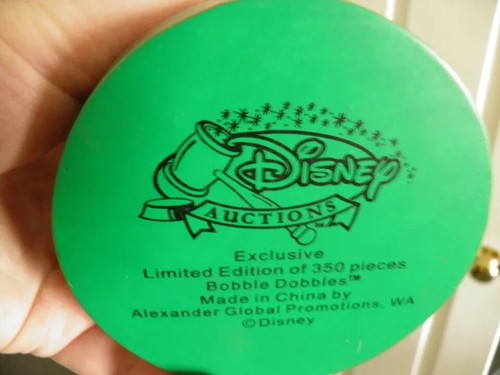 Disney
AUCTIONS
Exclusive
Limited Edition of 350 pieces
Bobble Dobbles™
Made in China by
Alexander Global Promotions, WA
©Disney